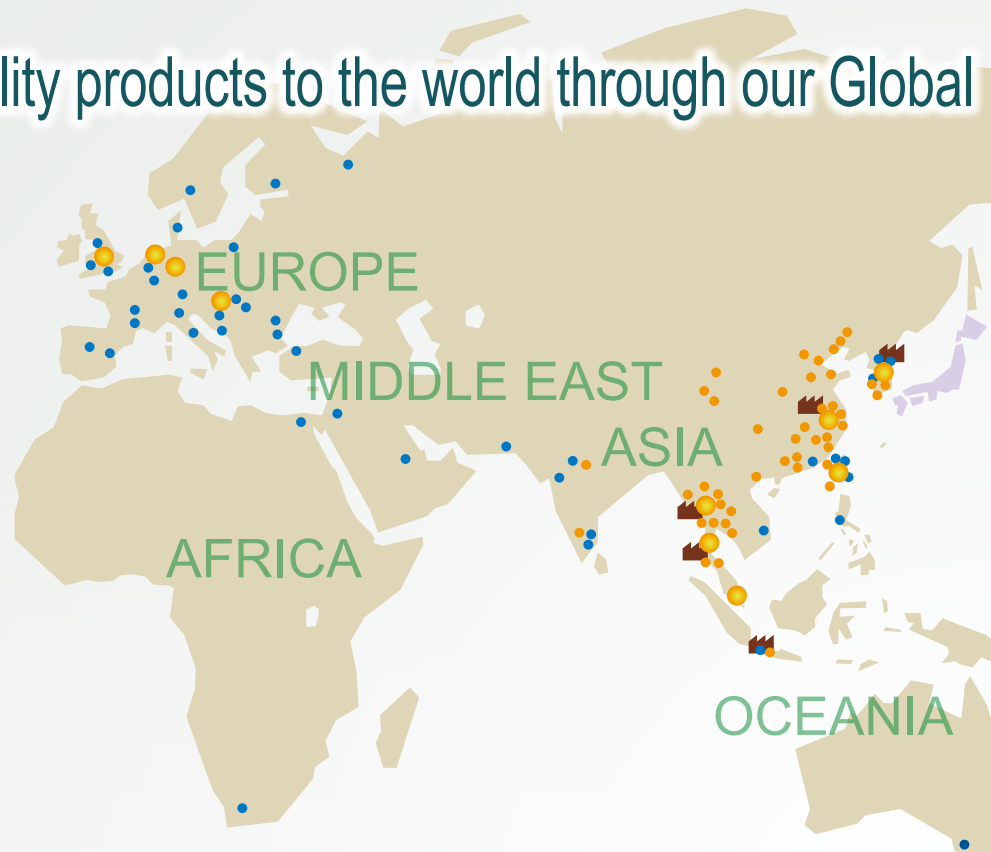 lity products to the world through our Global
EUROPE
MIDDLE EAST
ASIA
AFRICA
OCEANIA